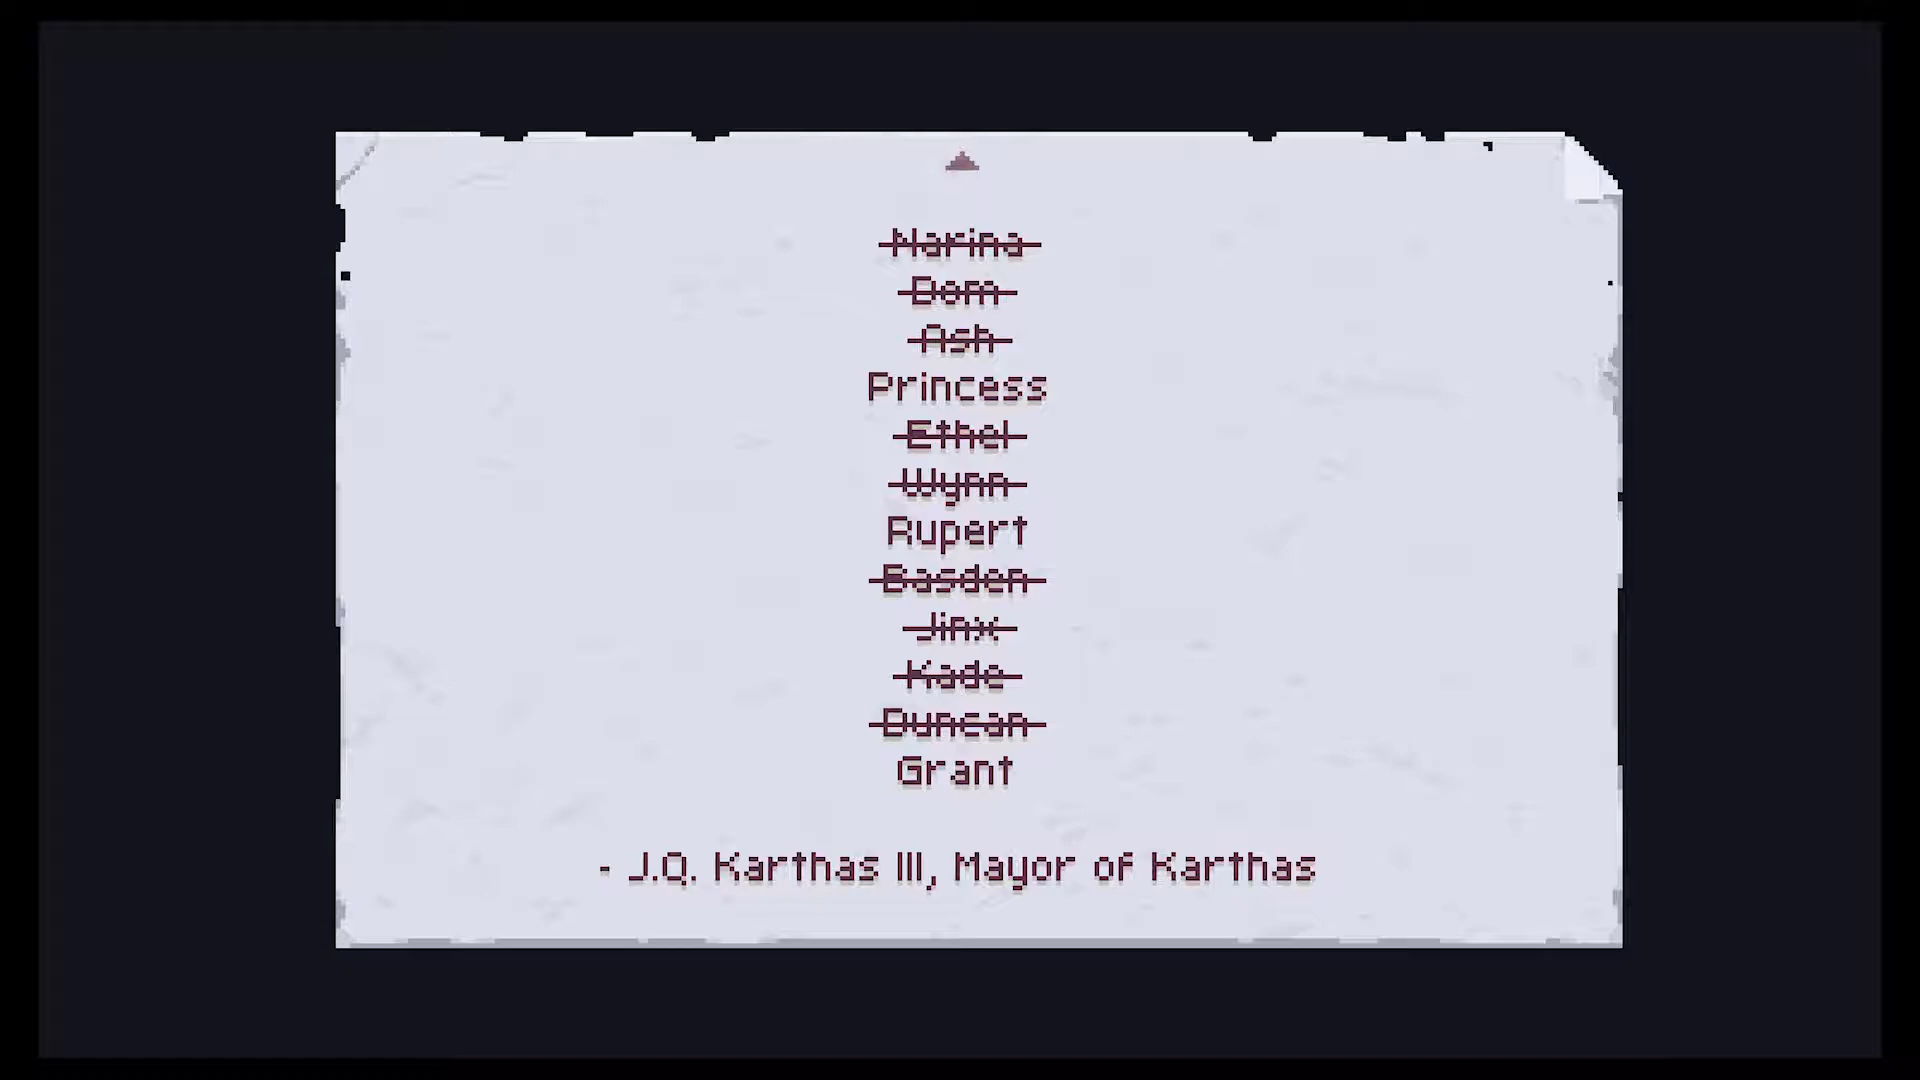 Narina
Dom
Ash
Princess
Ethel
Wynn
Rupert
Basden
Jinx
Kade
Duncan
Grant
- J.Q. Karthas III, Mayor of Karthas